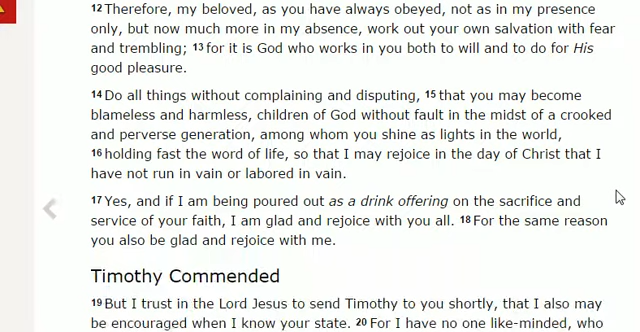 12 Therefore, my beloved, as you have always obeyed, not as in my presence
only, but now much more in my absence, work out your own salvation with fear
and trembling; 13 for it is God who works in you both to will and to do for His
good pleasure.
14 Do all things without complaining and disputing, 15 that you may become
blameless and harmless, children of God without fault in the midst of a crooked
and perverse generation, among whom you shine as lights in the world,
16 holding fast the word of life, so that I may rejoice in the day of Christ that I
have not run in vain or labored in vain.
17 Yes, and if I am being poured out as a drink offering on the sacrifice and
service of your faith, I am glad and rejoice with you all. 18 For the same reason
you also be glad and rejoice with me.
Timothy Commended
19 But I trust in the Lord Jesus to send Timothy to you shortly, that I also may
be encouraged when I know your state. 20 For I have no one like-minded, who